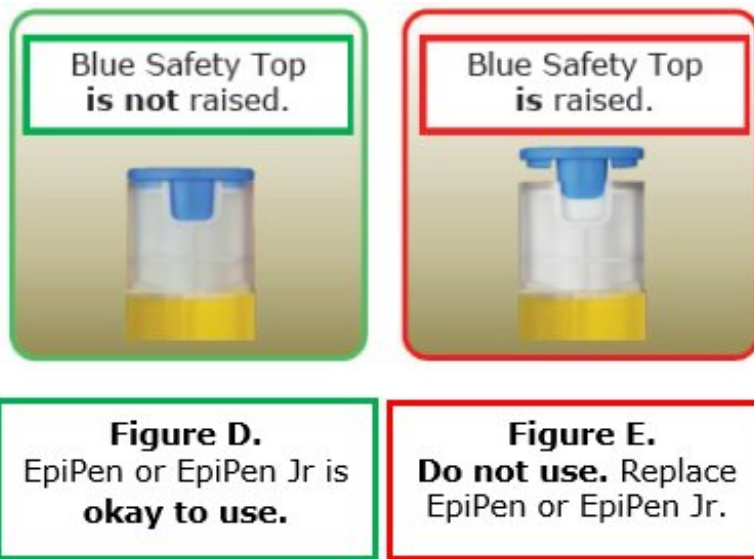 Blue Safety Top
is not raised.
Blue Safety Top
is raised.
Figure D.
EpiPen or EpiPen Jr is
okay to use.
Figure E.
Do not use. Replace
EpiPen or EpiPen Jr.